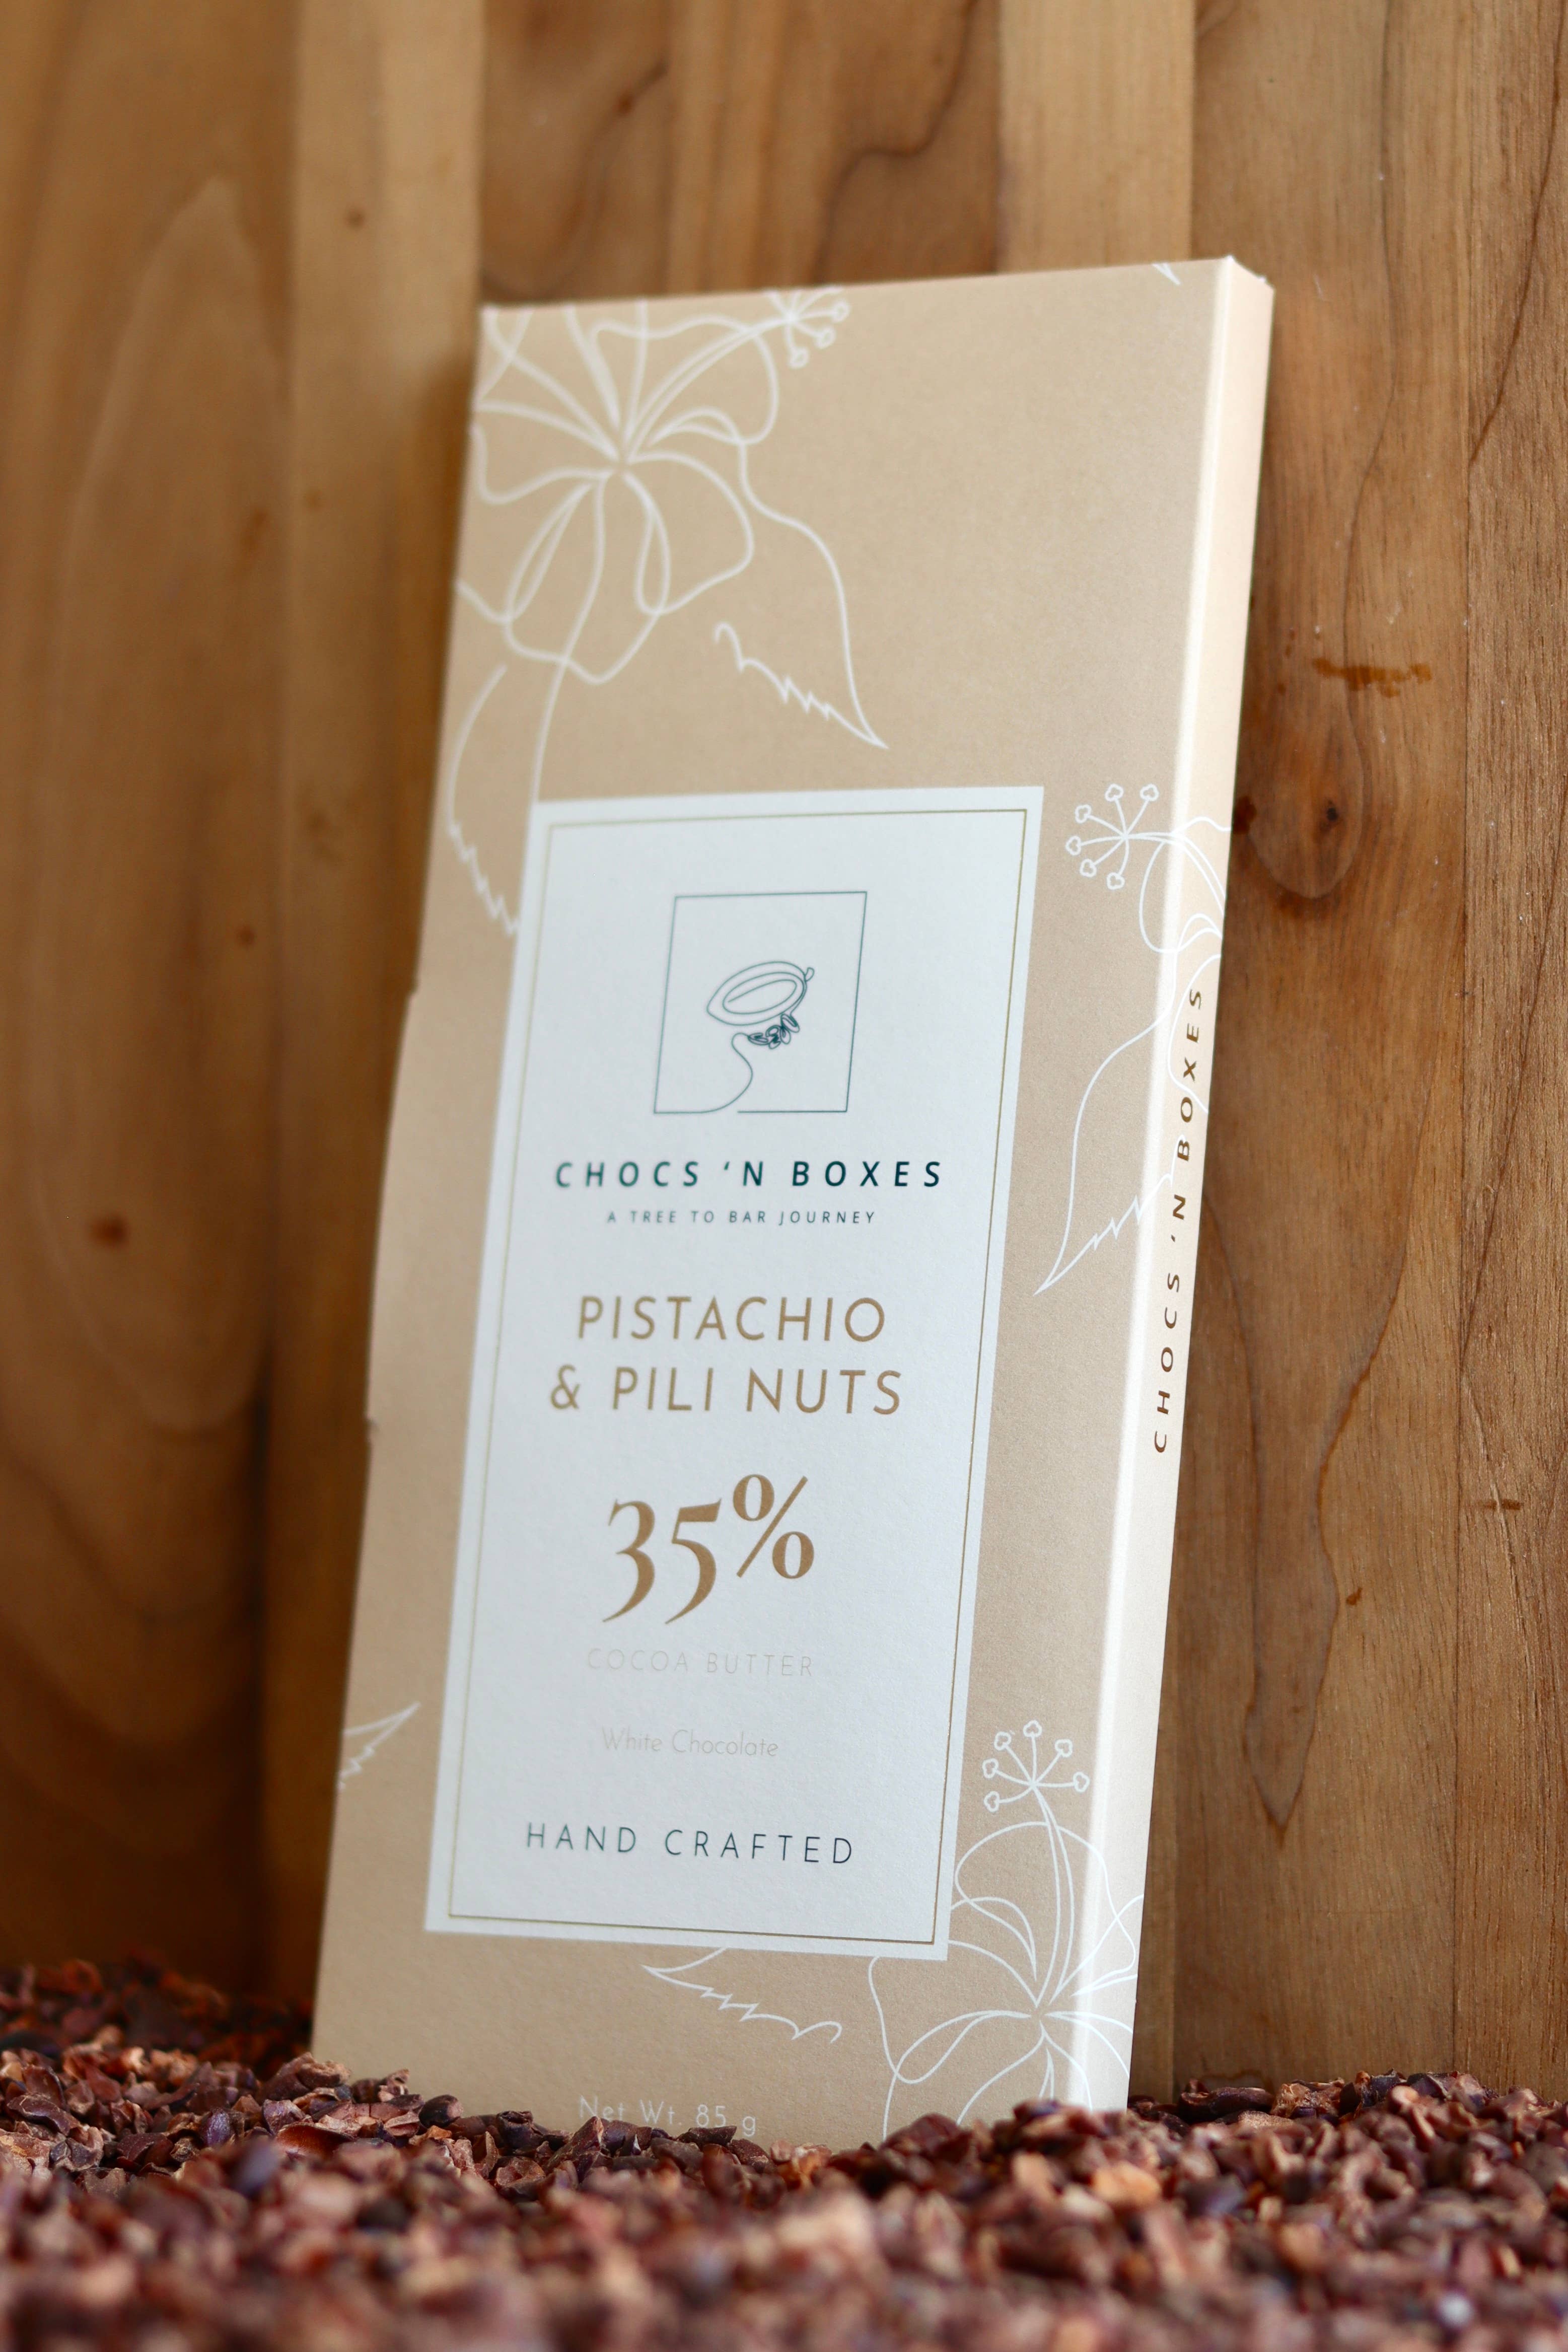 CHOCS ‘N BOXES
A TREE TO BAR JOURNEY
PISTACHIO
& PILI NUTS
35%
COCOA BUTTER
White Chocolate
HAND CRAFTED
Net Wt. 85 g
CHOCS ‘N BOXES